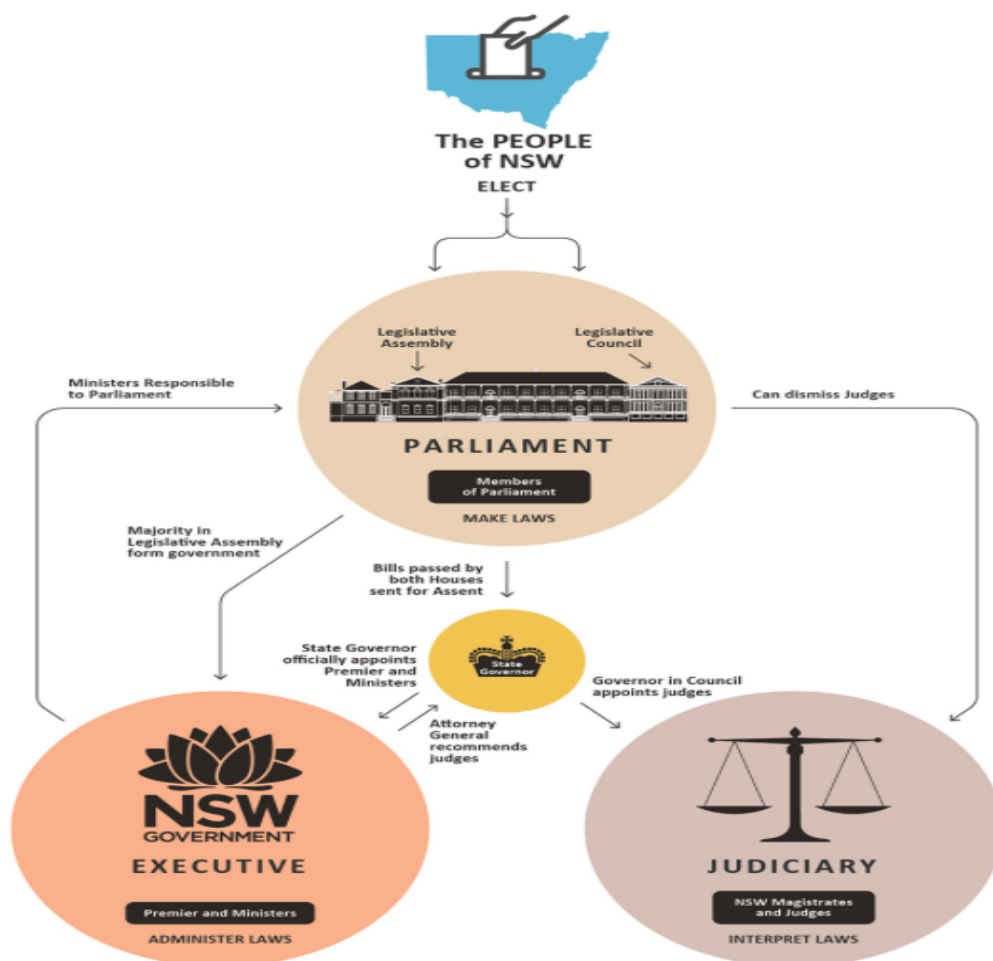 The PEOPLE
of NSW
ELECT
Legislative
Assembly
Legislative
Council
Ministers Responsible
to Parliament
Can dismiss Judges
PARLIAMENT
Members
of Parliament
MAKE LAWS
Majority in
Legislative Assembly
form government
Bills passed by
both Houses
sent for Assent
State Governor
officially appoints
Premier and
Ministers
State
Governor
Governor in Council
appoints judges
Attorney
General
recommends
judges
NSW
GOVERNMENT
EXECUTIVE
Premier and Ministers
ADMINISTER LAWS
JUDICIARY
NSW Magistrates
and Judges
INTERPRET LAWS